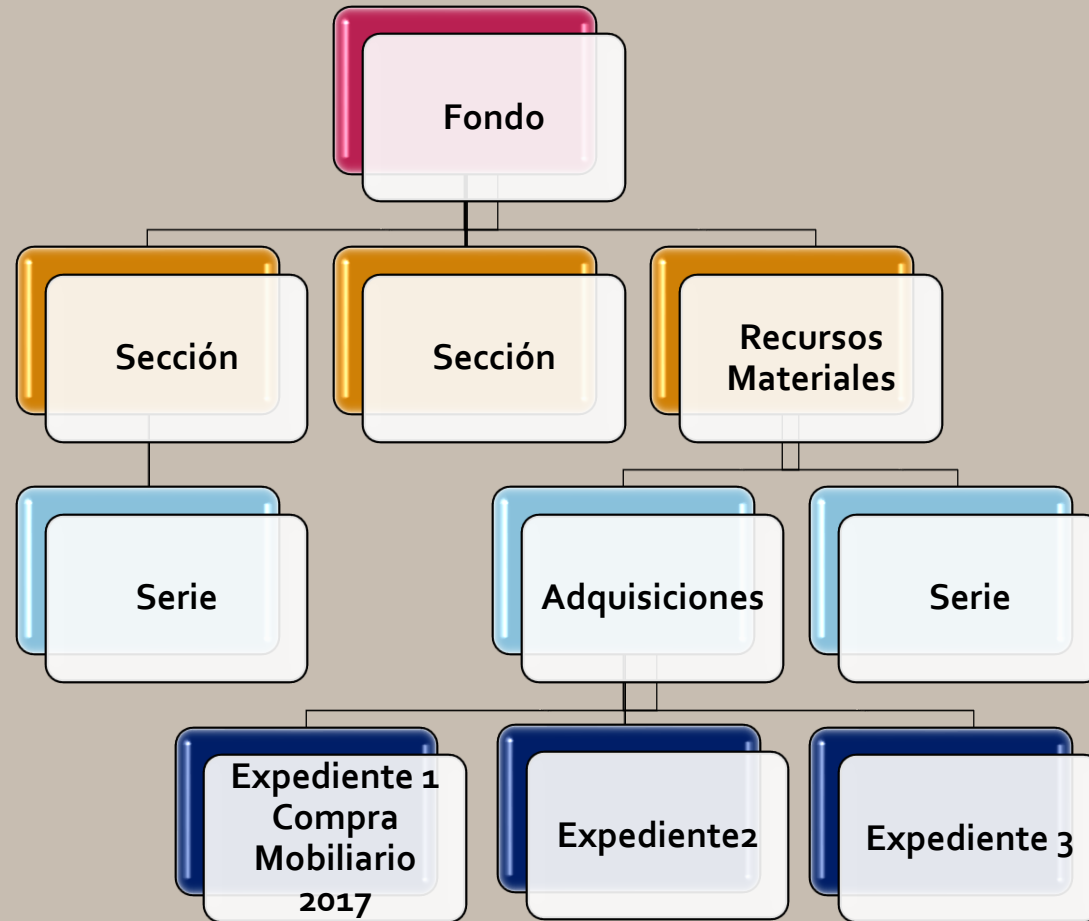 Fondo
Sección
Sección
Recursos
Materiales
Serie
Adquisiciones
Serie
Expediente 1
Compra
Mobiliario
2017
Expediente2
Expediente 3